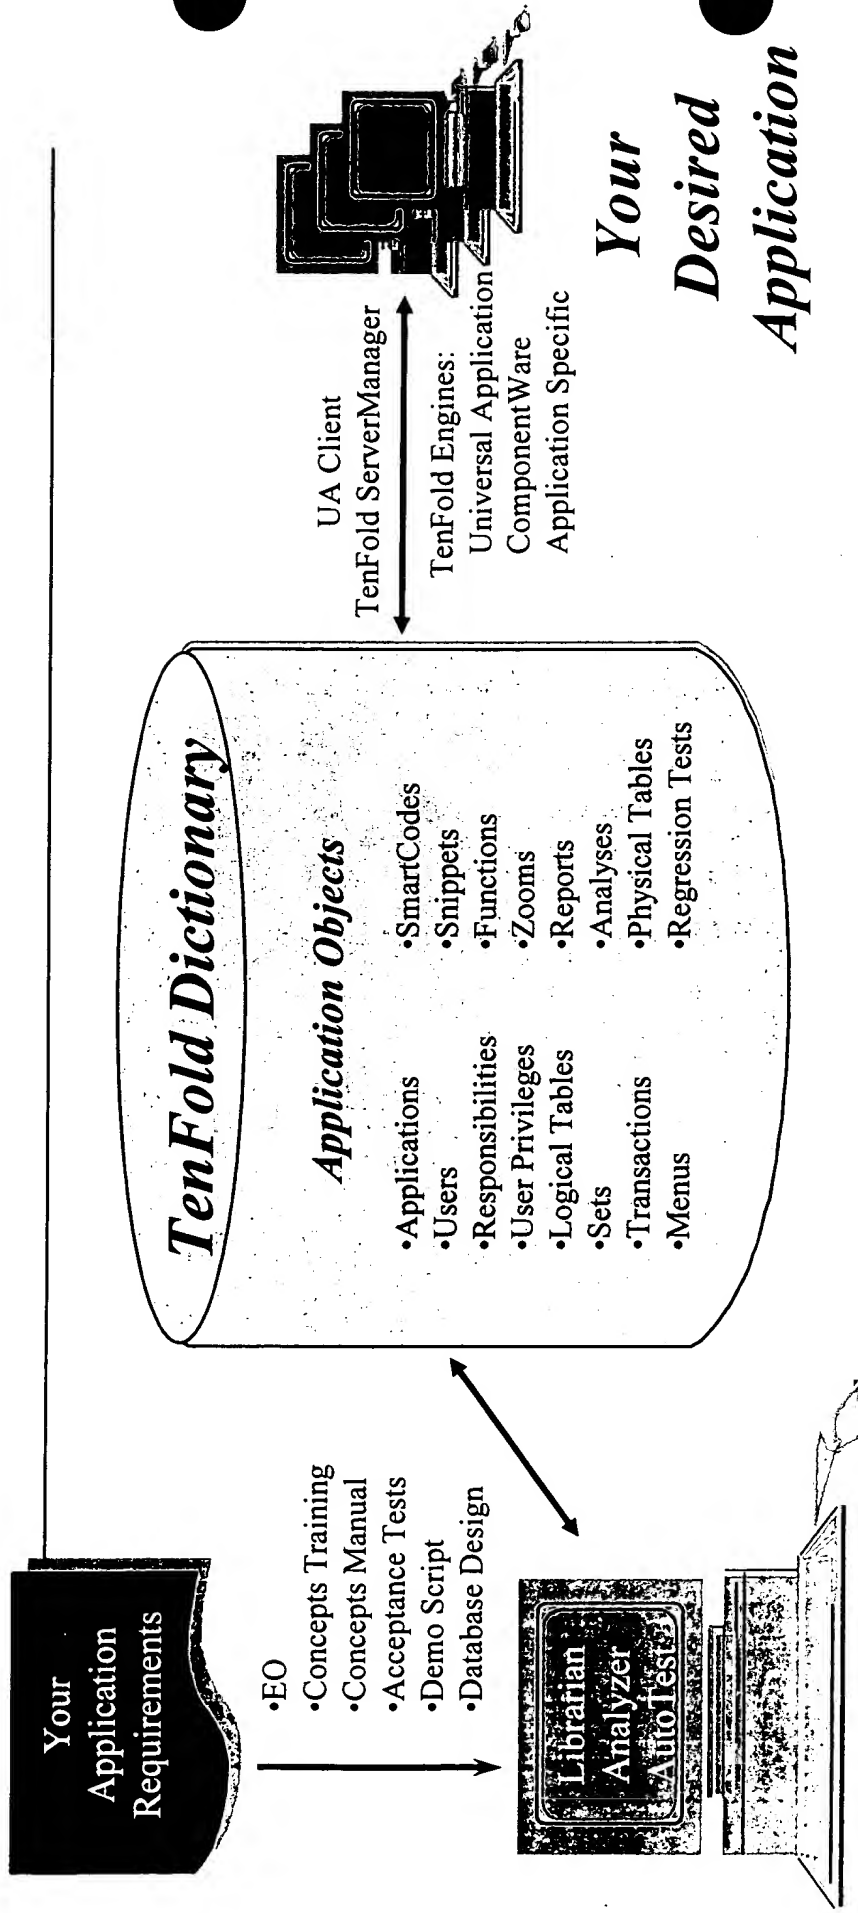 Your
Application
Requirements
•EO
•Concepts Training
•Concepts Manual
•Acceptance Tests
•Demo Script
•Database Design
Librarian
Analyzer
AutoTest
TenFold Dictionary
Application Objects
•Applications
•Users
•Responsibilities
•User Privileges
•Logical Tables
•Sets
•Transactions
•Menus
•SmartCodes
•Snippets
•Functions
•Zooms
•Reports
•Analyses
•Physical Tables
•Regression Tests
UA Client
TenFold ServerManager
TenFold Engines:
Universal Application
ComponentWare
Application Specific
Your
Desired
Application